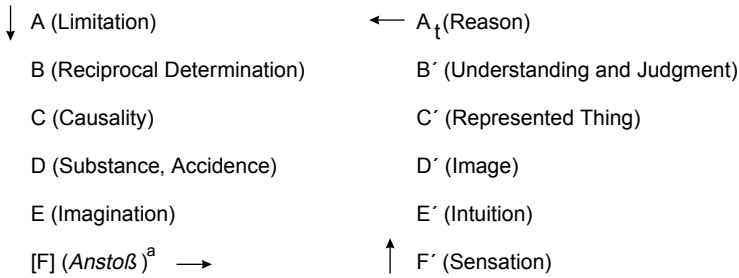 A (Limitation) A_t (Reason)
B (Reciprocal Determination) B´ (Understanding and Judgment)
C (Causality) C´ (Represented Thing)
D (Substance, Accidence) D´ (Image)
E (Imagination) E´ (Intuition)
[F] (Anstoß)ᵃ F´ (Sensation)